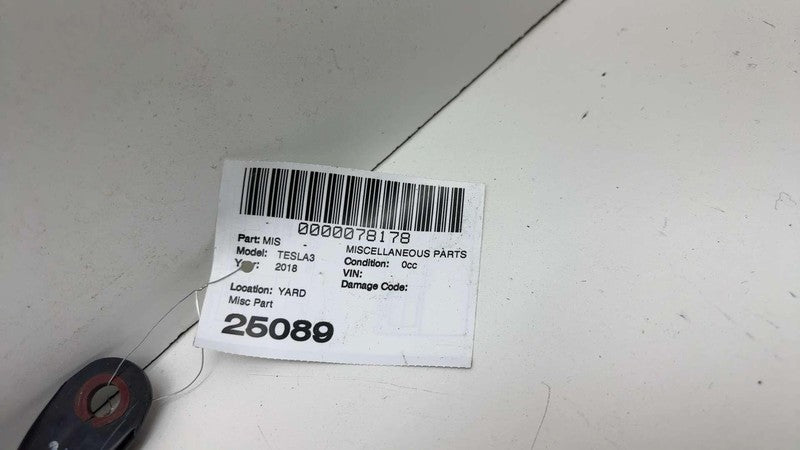 0000078178
Part: MIS MISCELLANEOUS PARTS
Model: TESLA3 Condition: 0cc
Year: 2018 VIN:
Damage Code:
Location: YARD
Misc Part
25089